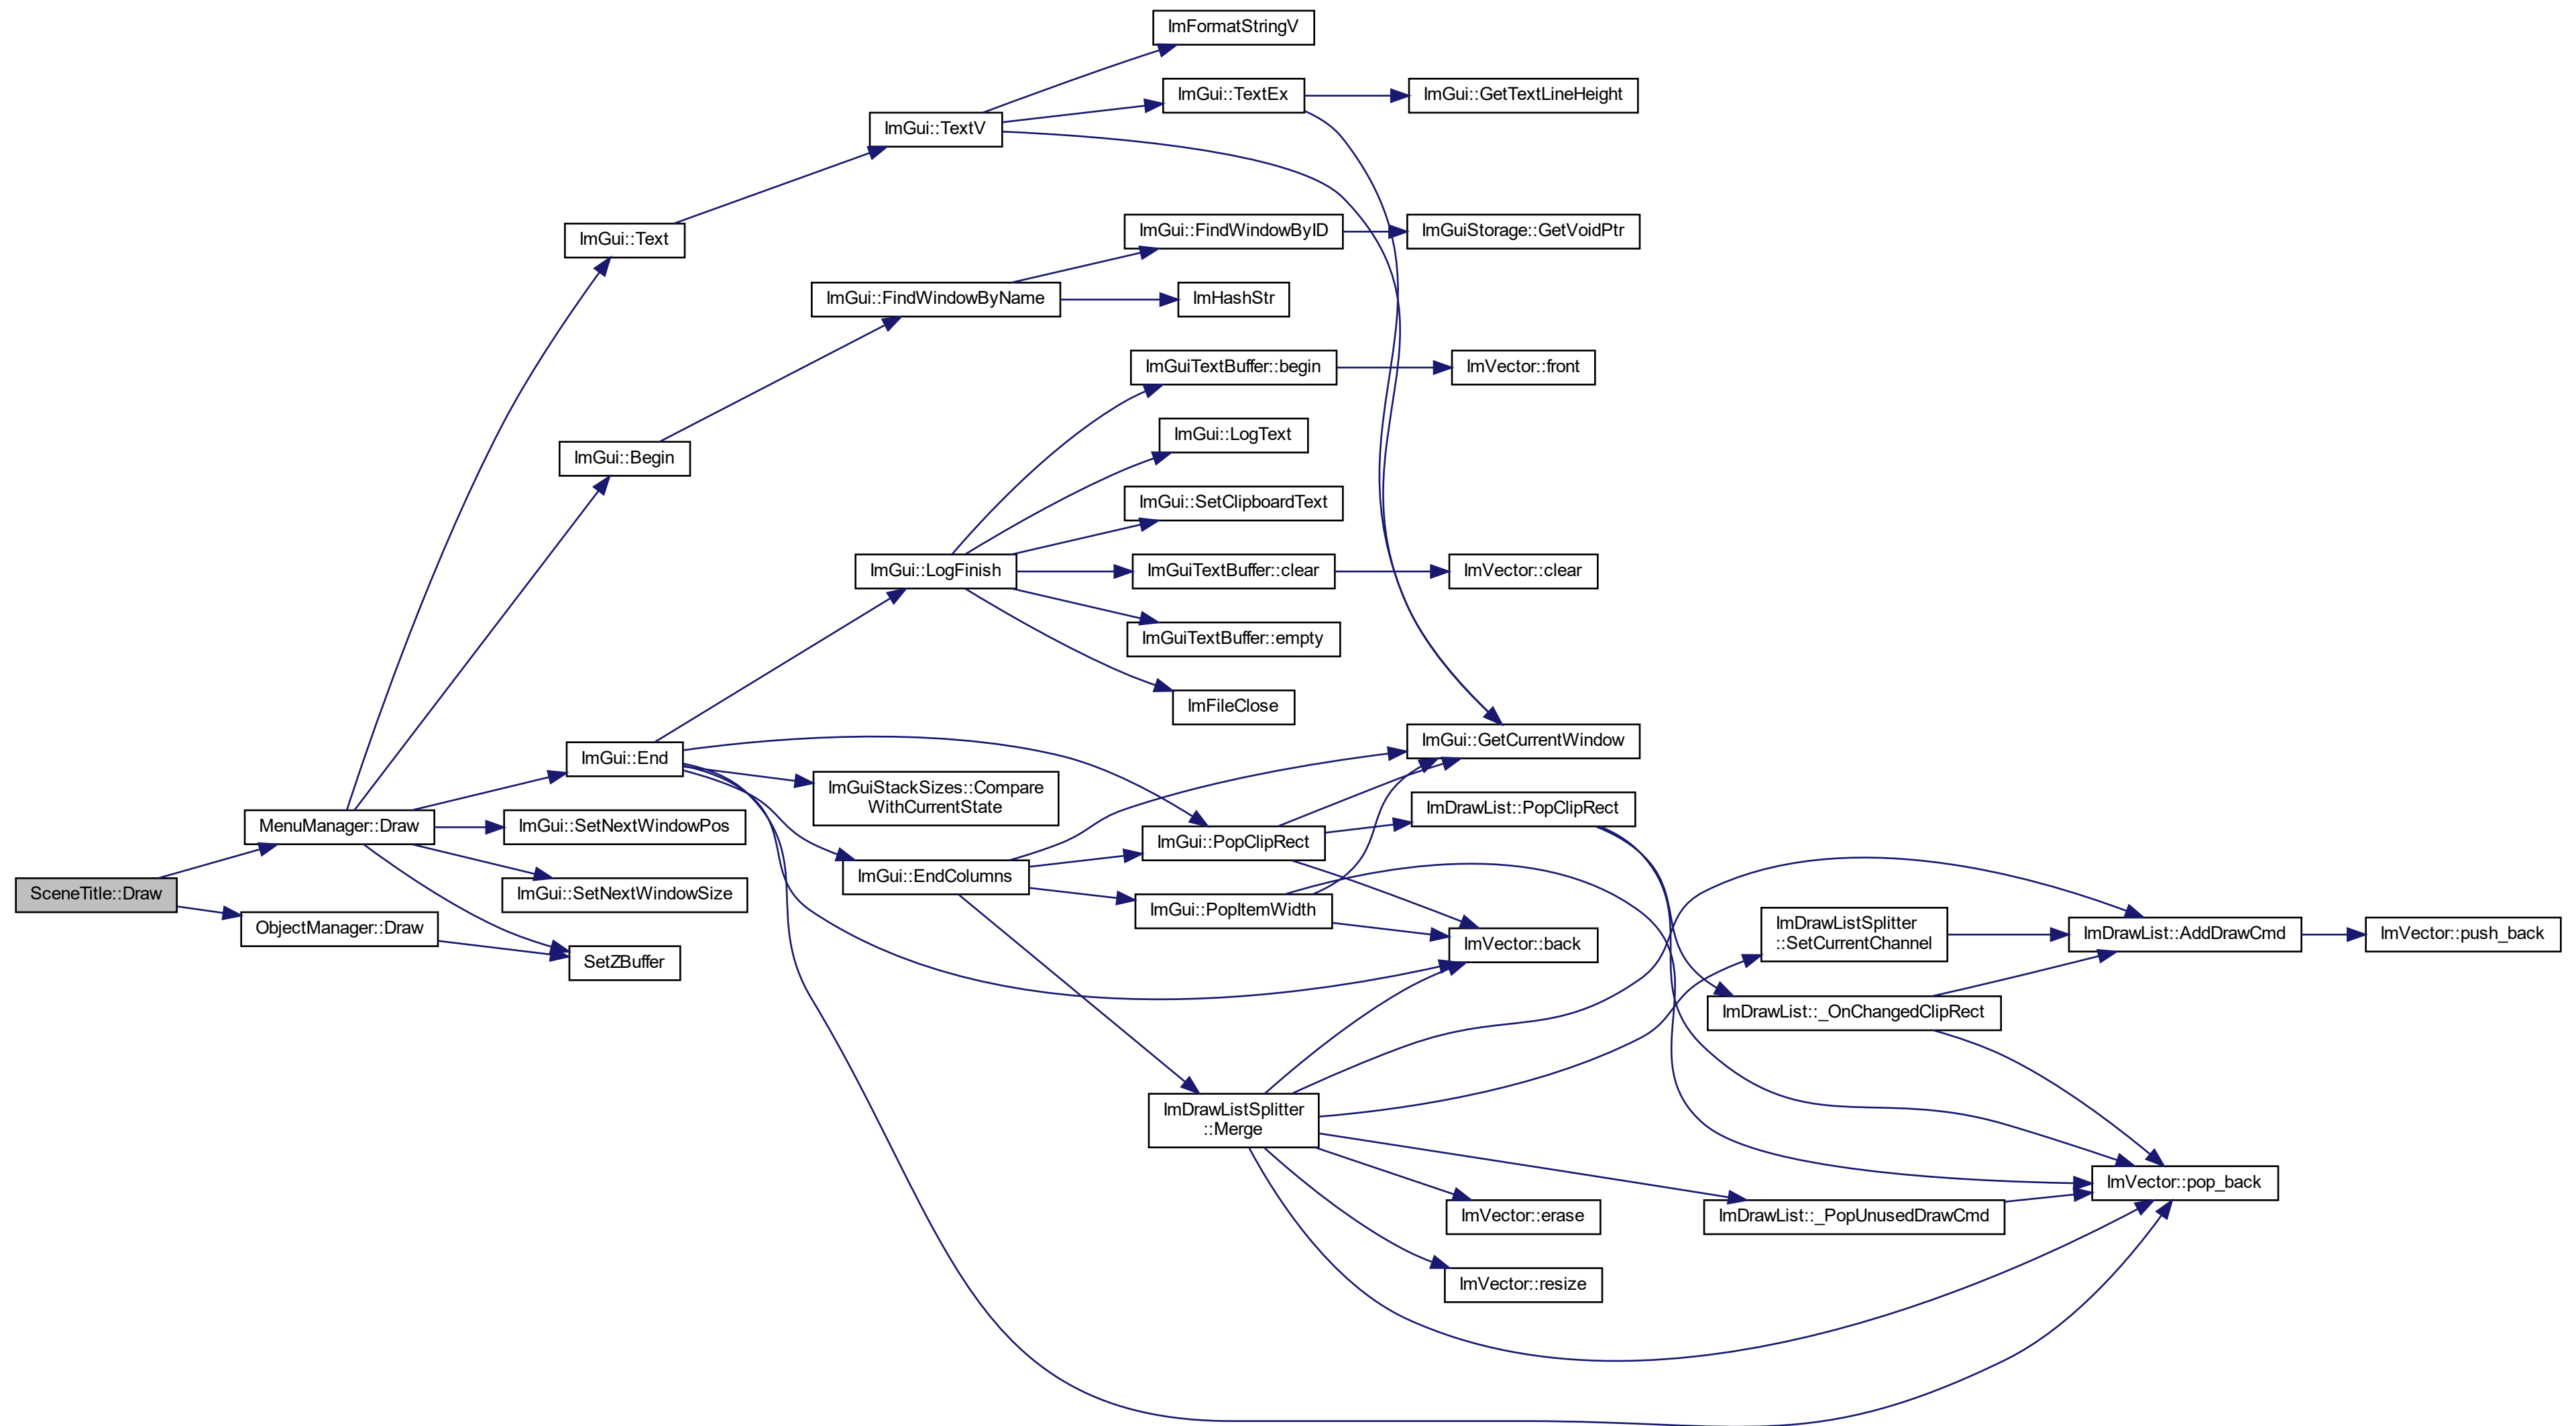 ImFormatStringV
ImGui::TextEx
ImGui::GetTextLineHeight
ImGui::TextV
ImGui::Text
ImGui::FindWindowByID
ImGuiStorage::GetVoidPtr
ImGui::FindWindowByName
ImHashStr
ImGuiTextBuffer::begin
ImVector::front
ImGui::LogText
ImGui::Begin
ImGui::SetClipboardText
ImGui::LogFinish
ImGuiTextBuffer::clear
ImVector::clear
ImGuiTextBuffer::empty
ImFileClose
ImGui::GetCurrentWindow
ImGui::End
ImGuiStackSizes::Compare
WithCurrentState
ImDrawList::PopClipRect
MenuManager::Draw
ImGui::SetNextWindowPos
ImGui::PopClipRect
ImGui::EndColumns
SceneTitle::Draw
ImGui::SetNextWindowSize
ImGui::PopItemWidth
ObjectManager::Draw
ImDrawListSplitter
::SetCurrentChannel
ImDrawList::AddDrawCmd
ImVector::push_back
ImVector::back
SetZBuffer
ImDrawList::_OnChangedClipRect
ImDrawListSplitter
::Merge
ImVector::pop_back
ImVector::erase
ImDrawList::_PopUnusedDrawCmd
ImVector::resize